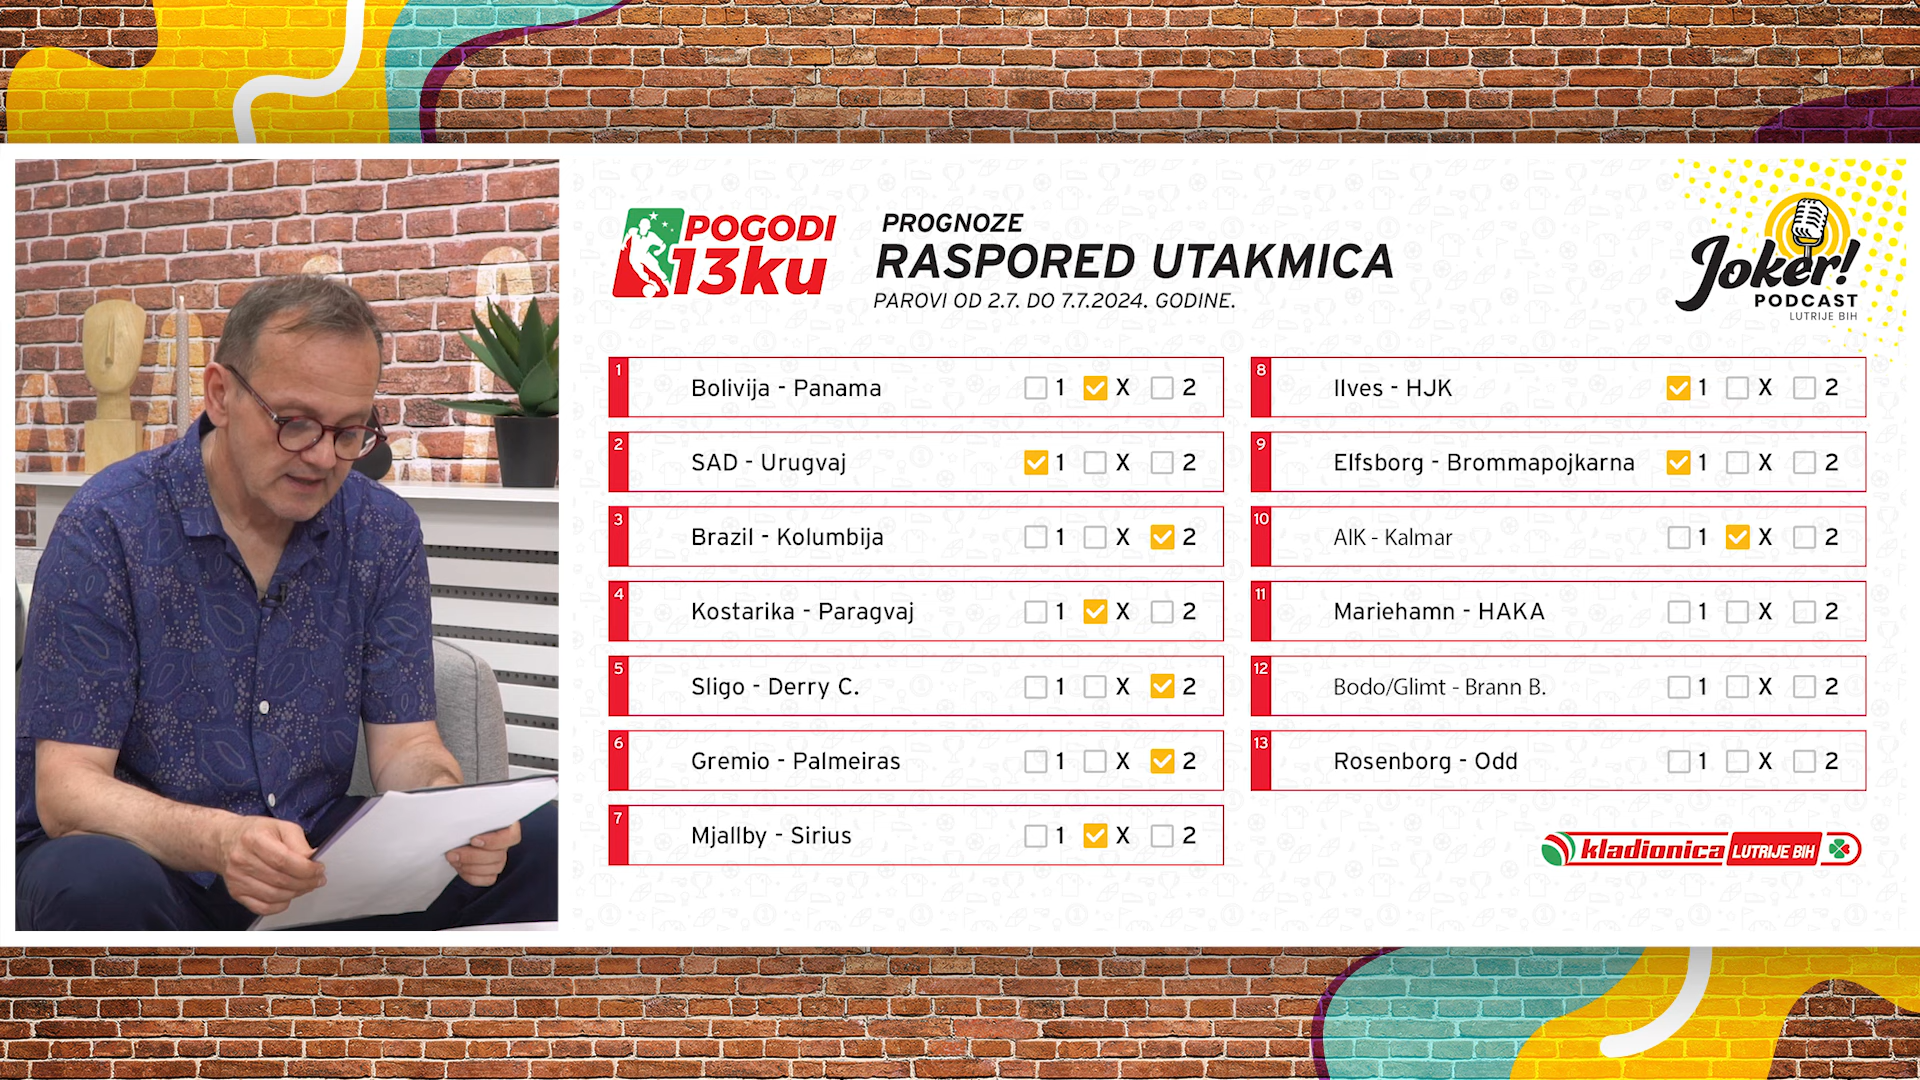 POGODI
13ku
PROGNOZE
RASPORED UTAKMICA
PAROVI OD 2.7. DO 7.7.2024. GODINE.
Joker!
PODCAST
LUTRIJE BIH
1 Bolivija - Panama 1 X 2
2 SAD - Urugvaj 1 X 2
3 Brazil - Kolumbija 1 X 2
4 Kostarika - Paragvaj 1 X 2
5 Sligo - Derry C. 1 X 2
6 Gremio - Palmeiras 1 X 2
7 Mjallby - Sirius 1 X 2
8 Ilves - HJK 1 X 2
9 Elfsborg - Brommapojkarna 1 X 2
10 AIK - Kalmar 1 X 2
11 Mariehamn - HAKA 1 X 2
12 Bodo/Glimt - Brann B. 1 X 2
13 Rosenborg - Odd 1 X 2
kladionica LUTRIJE BIH